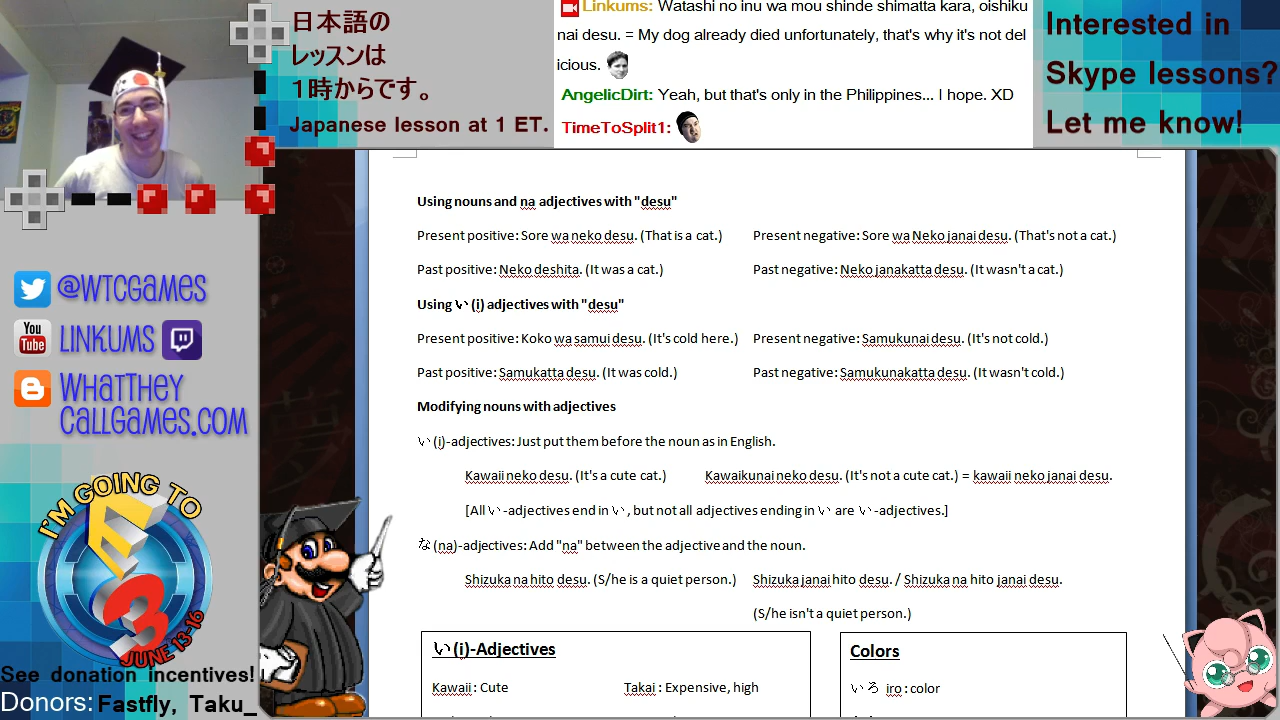 日本語の
レッスンは
１時からです。
Japanese lesson at 1 ET.
Linkums: Watashi no inu wa mou shinde shimatta kara, oishiku
nai desu. = My dog already died unfortunately, that's why it's not del
icious.
AngelicDirt: Yeah, but that's only in the Philippines... I hope. XD
TimeToSplit1:
Interested in
Skype lessons?
Let me know!
@WTCGAMES
You
Tube
LINKUMS
WHATTHEY
CALLGAMES.COM
I'M GOING TO
E3
JUNE 13-16
See donation incentives!
Donors: Fastfly, Taku_
Using nouns and na adjectives with "desu"
Present positive: Sore wa neko desu. (That is a cat.) Present negative: Sore wa Neko janai desu. (That's not a cat.)
Past positive: Neko deshita. (It was a cat.) Past negative: Neko janakatta desu. (It wasn't a cat.)
Using い (i) adjectives with "desu"
Present positive: Koko wa samui desu. (It's cold here.) Present negative: Samukunai desu. (It's not cold.)
Past positive: Samukatta desu. (It was cold.) Past negative: Samukunakatta desu. (It wasn't cold.)
Modifying nouns with adjectives
い (i)-adjectives: Just put them before the noun as in English.
Kawaii neko desu. (It's a cute cat.) Kawaikunai neko desu. (It's not a cute cat.) = kawaii neko janai desu.
[All い-adjectives end in い, but not all adjectives ending in い are い-adjectives.]
な (na)-adjectives: Add "na" between the adjective and the noun.
Shizuka na hito desu. (S/he is a quiet person.) Shizuka janai hito desu. / Shizuka na hito janai desu.
(S/he isn't a quiet person.)
い(i)-Adjectives
Kawaii : Cute Takai : Expensive, high
Colors
いろ iro : color